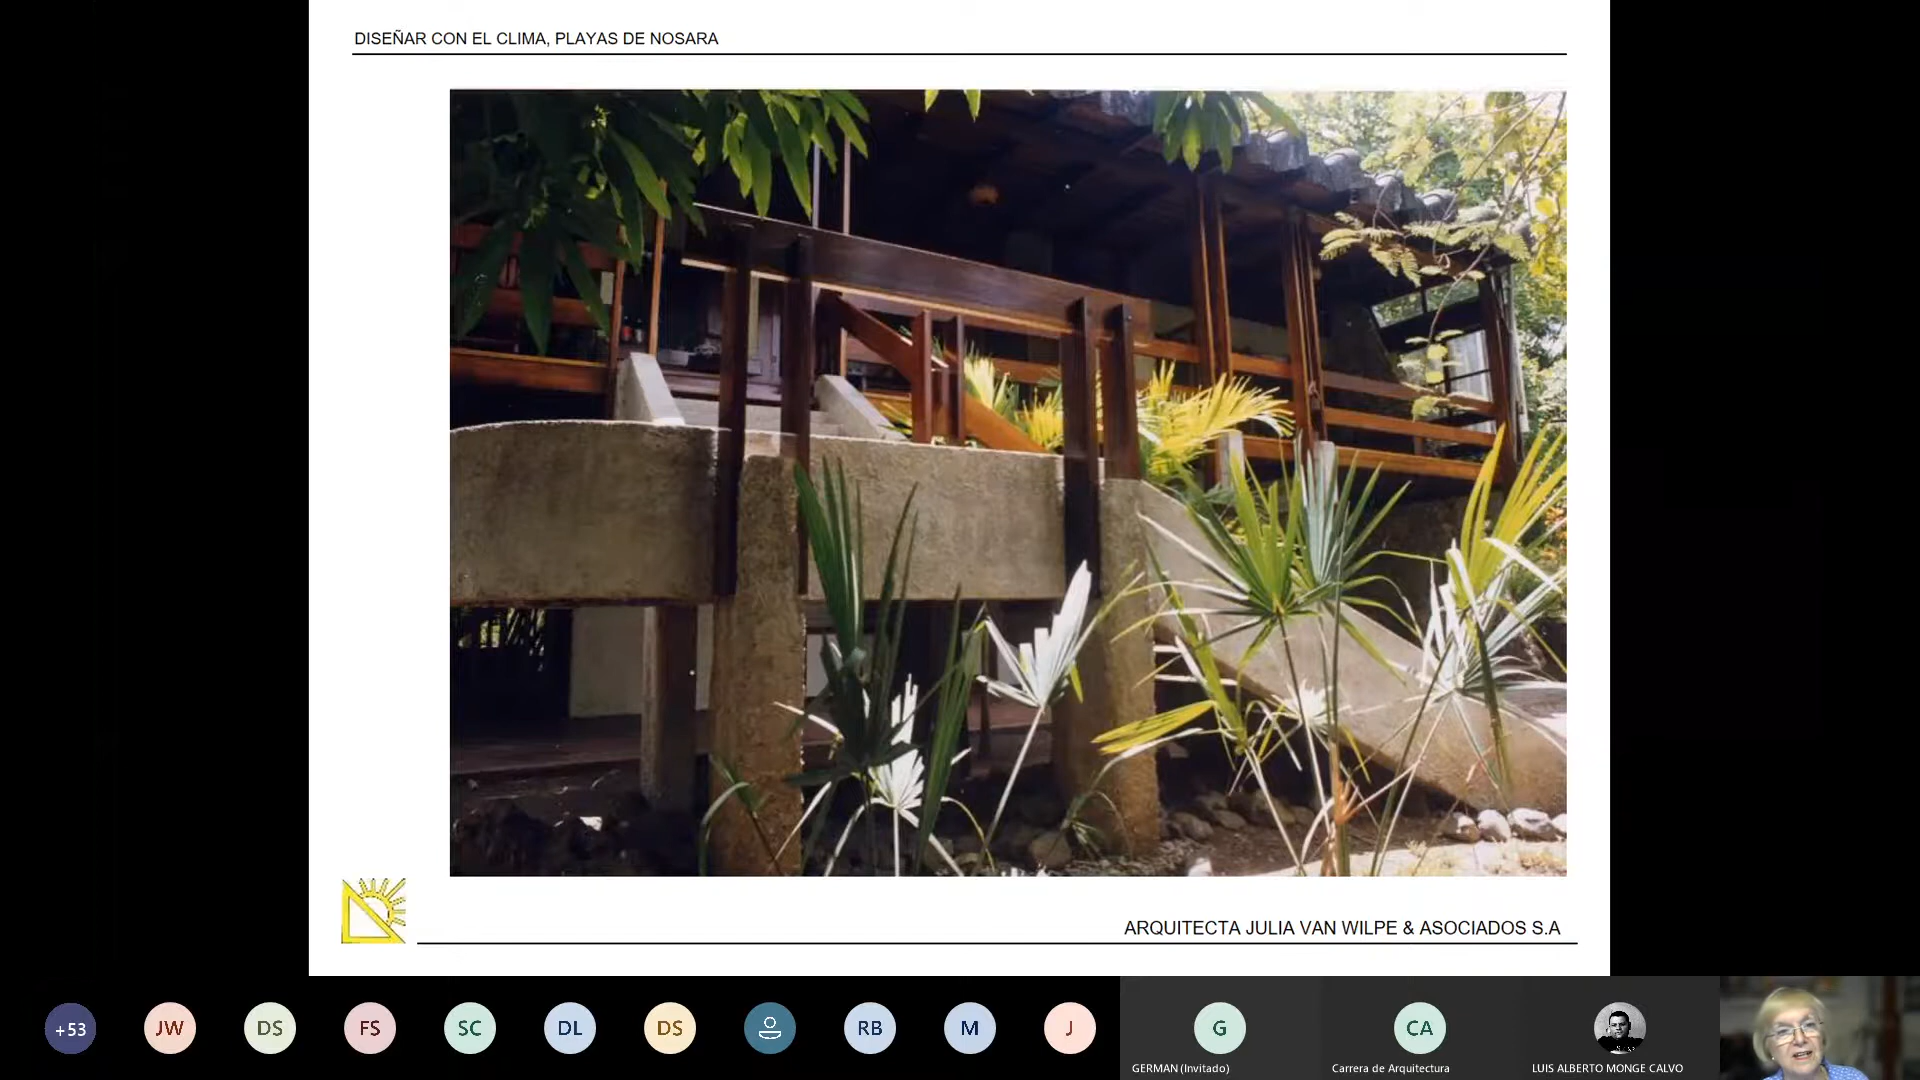 DISEÑAR CON EL CLIMA, PLAYAS DE NOSARA
ARQUITECTA JULIA VAN WILPE & ASOCIADOS S.A
+53
JW
DS
FS
SC
DL
DS
RB
M
J
G
CA
GERMAN (Invitado)
Carrera de Arquitectura
LUIS ALBERTO MONGE CALVO